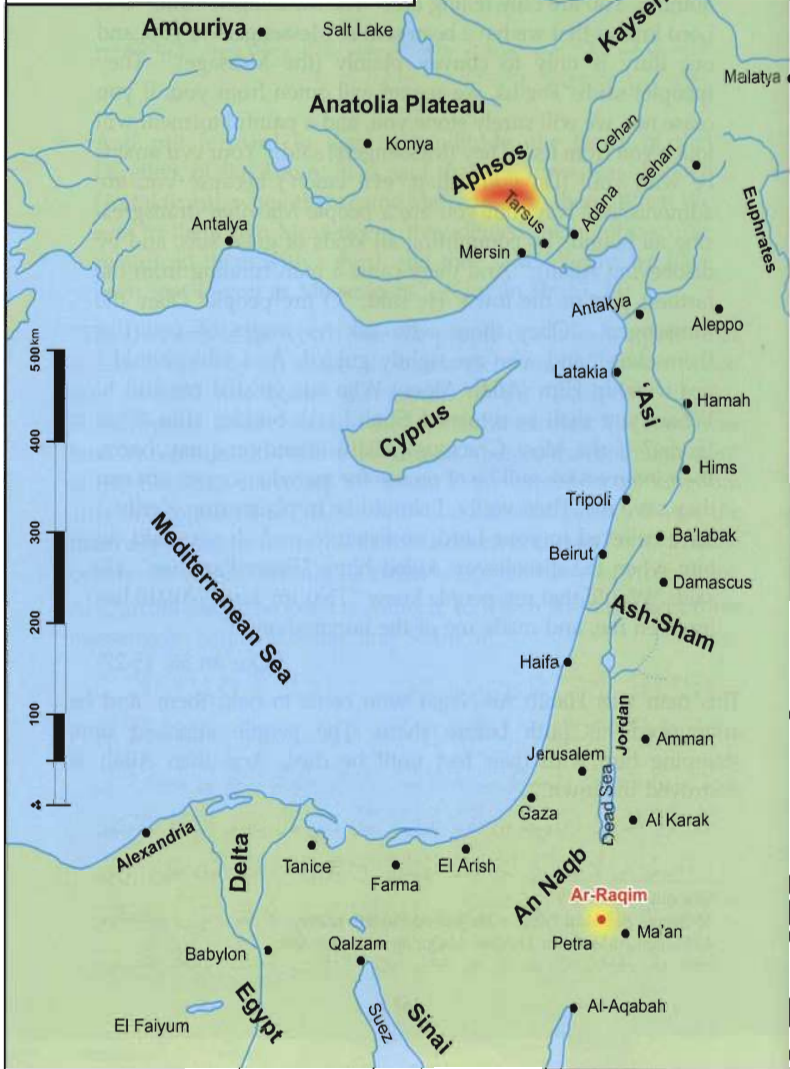 Amouriya
Salt Lake
Kayseri
Malatya
Anatolia Plateau
Konya
Aphsos
Cehan
Gehan
Tarsus
Adana
Euphrates
Antalya
Mersin
Antakya
Aleppo
500 km
Latakia
'Asi
Hamah
Cyprus
400
Hims
Tripoli
300
Mediterranean Sea
Beirut
Ba'labak
Damascus
200
Ash-Sham
Haifa
100
Jordan
Amman
Jerusalem
Dead Sea
Gaza
Al Karak
Alexandria
Delta
Tanice
El Arish
Farma
An Naqb
Ar-Raqim
Ma'an
Petra
Babylon
Qalzam
El Faiyum
Egypt
Suez
Sinai
Al-Aqabah